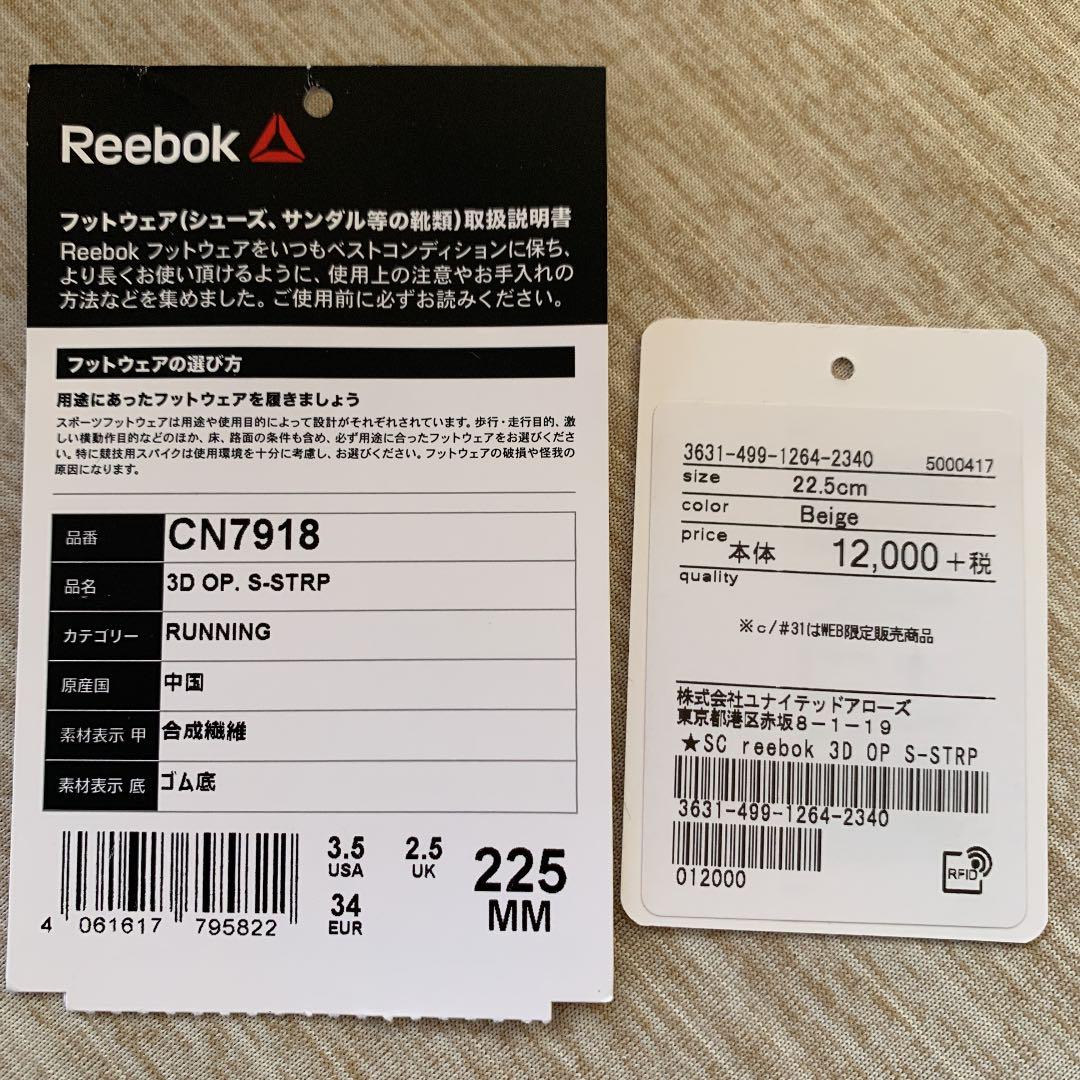 Reebok
フットウェア(シューズ、サンダル等の靴類)取扱説明書
Reebok フットウェアをいつもベストコンディションに保ち、
より長くお使い頂けるように、使用上の注意やお手入れの
方法などを集めました。ご使用前に必ずお読みください。
フットウェアの選び方
用途にあったフットウェアを履きましょう
スポーツフットウェアは用途や使用目的によって設計がそれぞれされています。歩行・走行目的、激
しい横動作目的などのほか、床、路面の条件も含め、必ず用途に合ったフットウェアをお選びくださ
い。特に競技用スパイクは使用環境を十分に考慮し、お選びください。フットウェアの破損や怪我の
原因になります。
品番 CN7918
品名 3D OP. S-STRP
カテゴリー RUNNING
原産国 中国
素材表示 甲 合成繊維
素材表示 底 ゴム底
3.5 USA
2.5 UK
34 EUR
225 MM
4 061617 795822
3631-499-1264-2340 5000417
size 22.5cm
color Beige
price 本体 12,000+税
quality
※c/#31はWEB限定販売商品
株式会社ユナイテッドアローズ
東京都港区赤坂8-1-19
★SC reebok 3D OP S-STRP
3631-499-1264-2340
012000
RFID